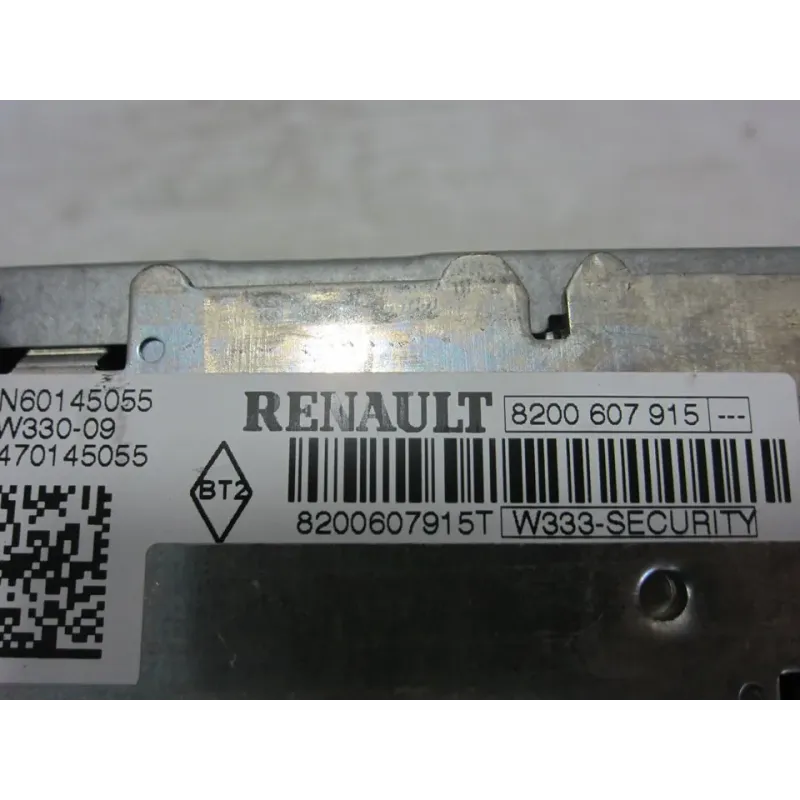 N60145055
W330-09
470145055
RENAULT 8200 607 915 ---
BT2
8200607915T W333-SECURITY